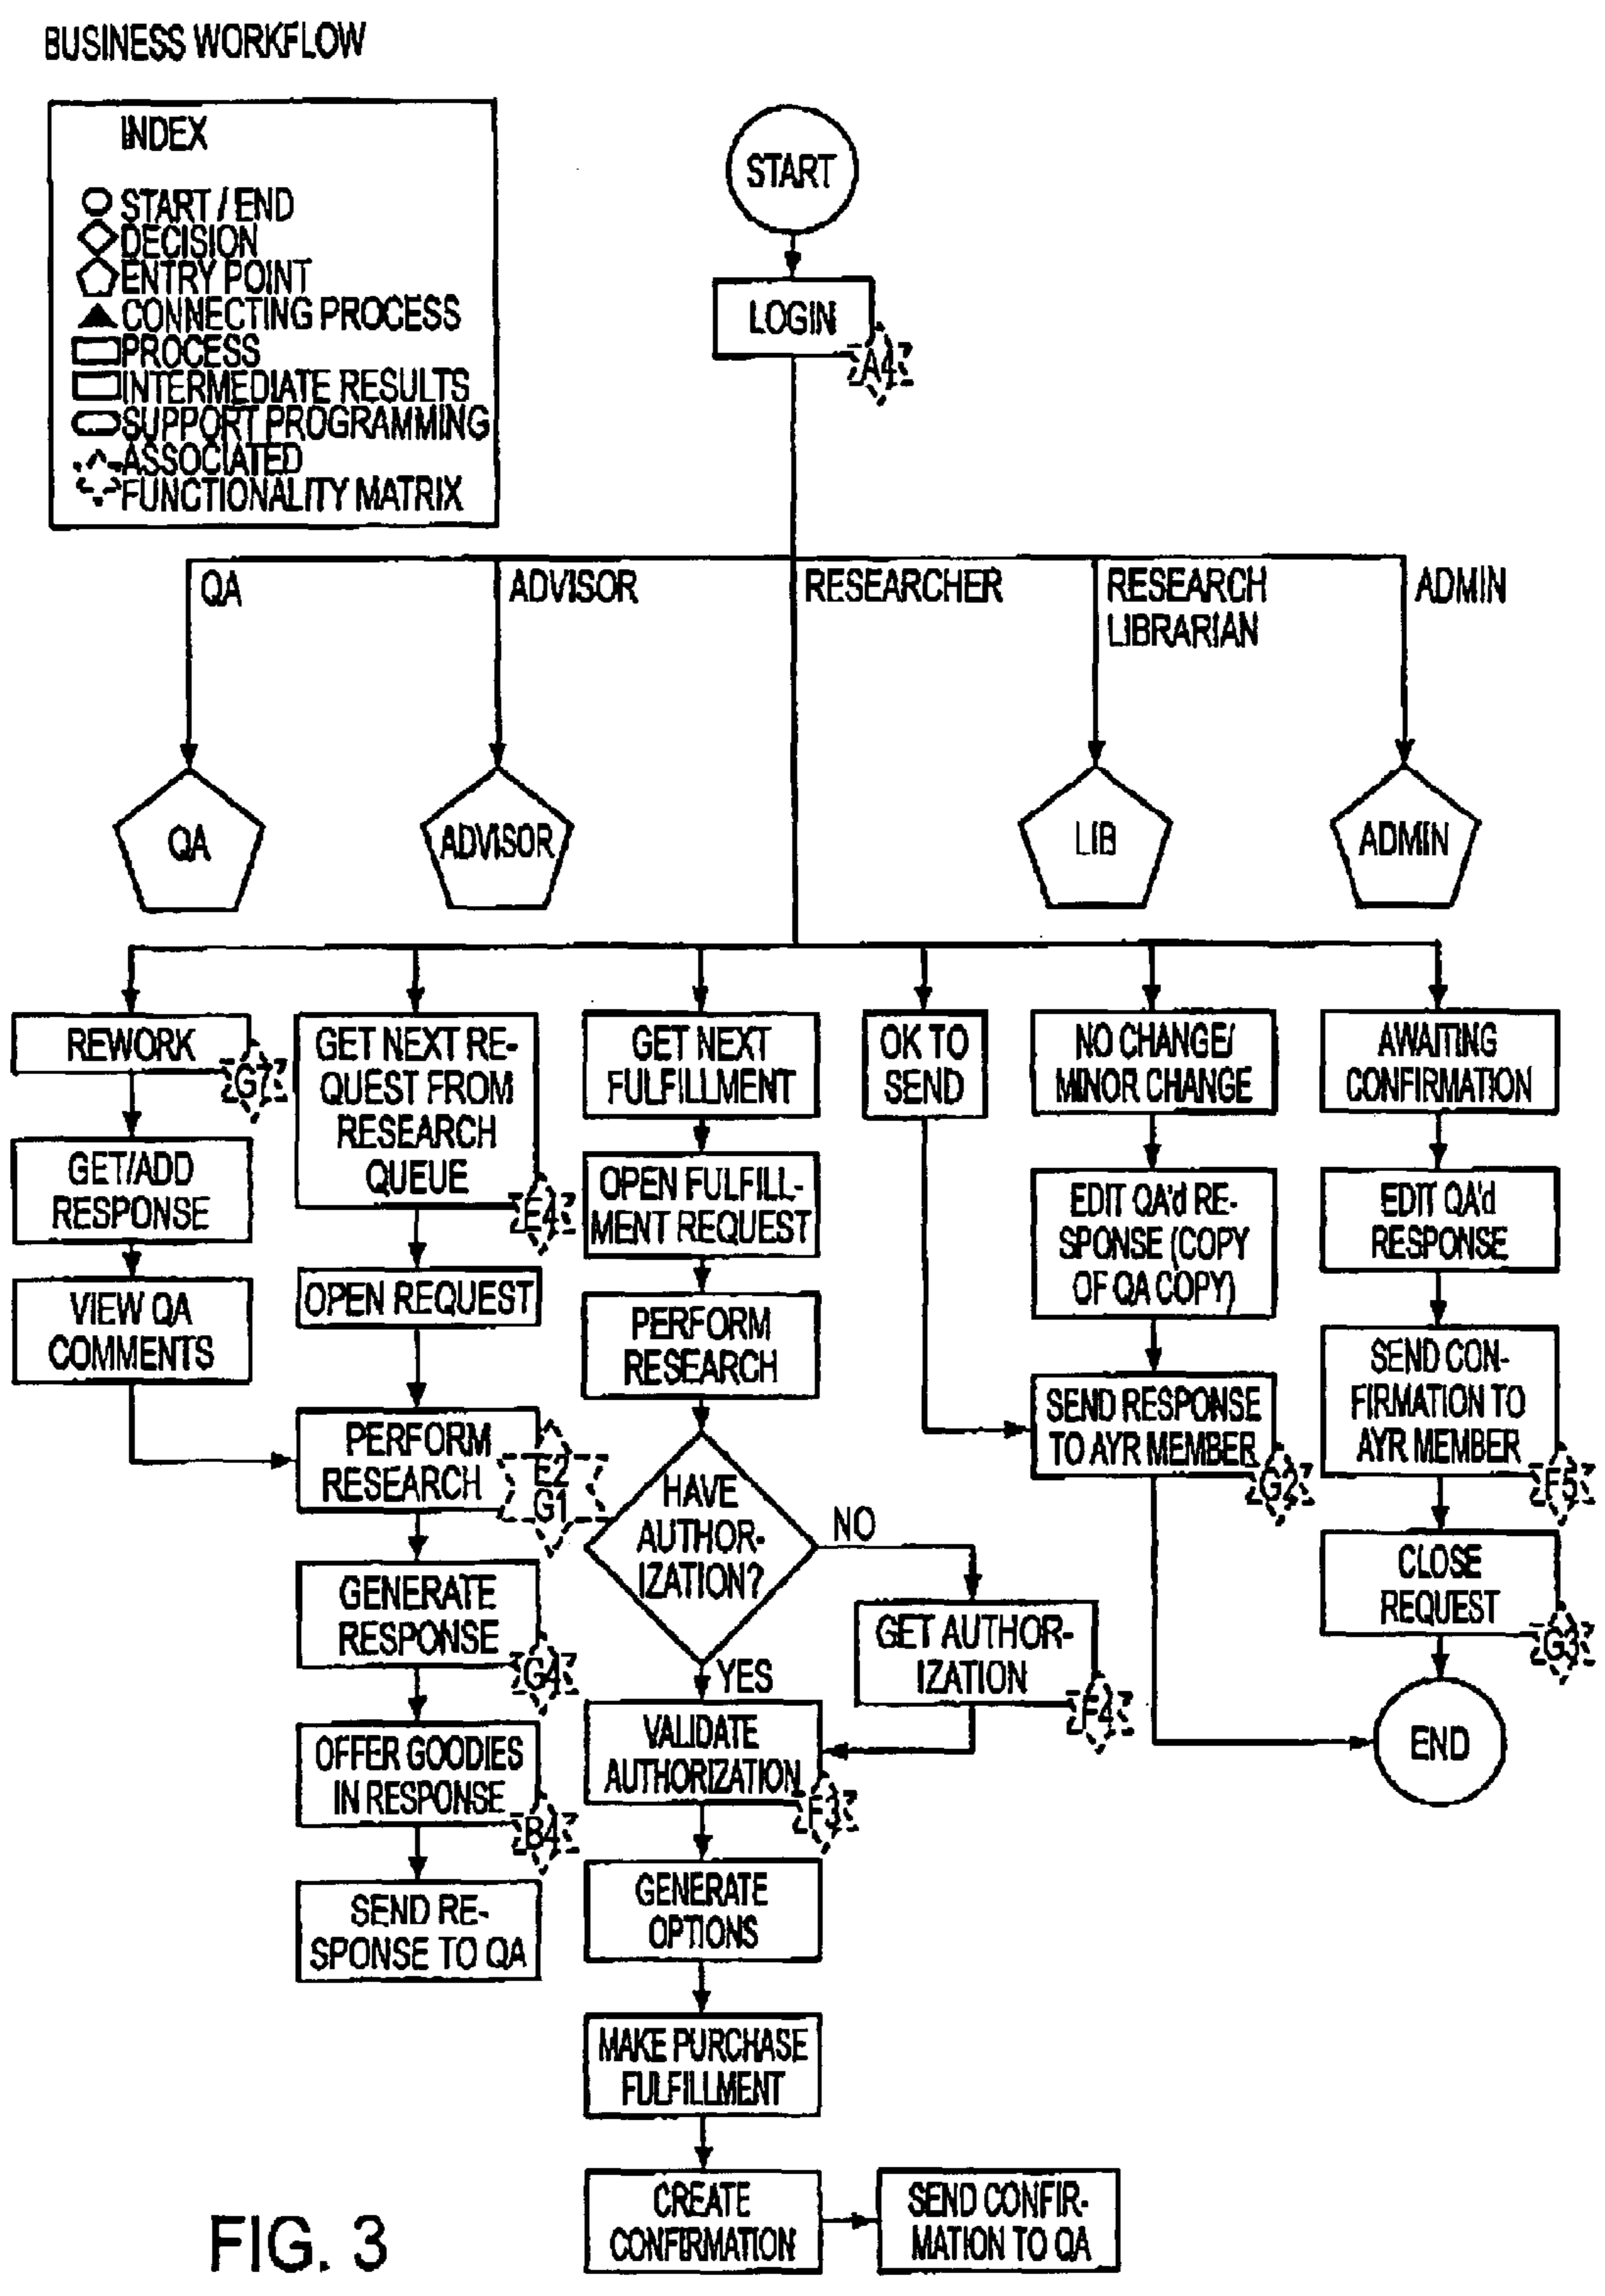 BUSINESS WORKFLOW
INDEX
START / END
DECISION
ENTRY POINT
CONNECTING PROCESS
PROCESS
INTERMEDIATE RESULTS
SUPPORT PROGRAMMING
ASSOCIATED
FUNCTIONALITY MATRIX
START
LOGIN
A4
QA
ADVISOR
RESEARCHER
RESEARCH
LIBRARIAN
ADMIN
QA
ADVISOR
LIB
ADMIN
REWORK
G7
GET/ADD
RESPONSE
VIEW QA
COMMENTS
GET NEXT RE-
QUEST FROM
RESEARCH
QUEUE
E4
OPEN REQUEST
PERFORM
RESEARCH
E2
G1
GENERATE
RESPONSE
G4
OFFER GOODIES
IN RESPONSE
B4
SEND RE-
SPONSE TO QA
GET NEXT
FULFILLMENT
OPEN FULFILL-
MENT REQUEST
PERFORM
RESEARCH
HAVE
AUTHOR-
IZATION?
NO
YES
GET AUTHOR-
IZATION
F4
VALIDATE
AUTHORIZATION
F3
GENERATE
OPTIONS
MAKE PURCHASE
FULFILLMENT
CREATE
CONFIRMATION
SEND CONFIR-
MATION TO QA
OK TO
SEND
NO CHANGE/
MINOR CHANGE
EDIT QA'd RE-
SPONSE (COPY
OF QA COPY)
SEND RESPONSE
TO AYR MEMBER
G2
AWAITING
CONFIRMATION
EDIT QA'd
RESPONSE
SEND CON-
FIRMATION TO
AYR MEMBER
F5
CLOSE
REQUEST
G3
END
FIG. 3